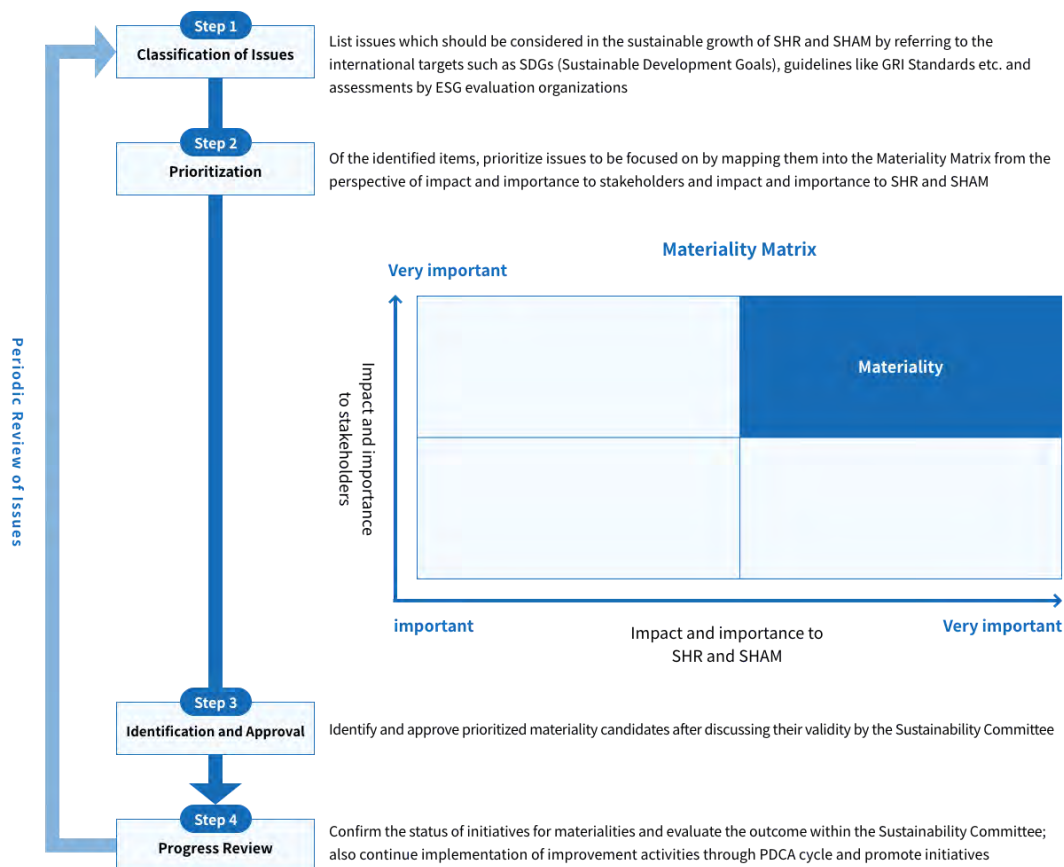 Step 1
Classification of Issues
List issues which should be considered in the sustainable growth of SHR and SHAM by referring to the
international targets such as SDGs (Sustainable Development Goals), guidelines like GRI Standards etc. and
assessments by ESG evaluation organizations
Step 2
Prioritization
Of the identified items, prioritize issues to be focused on by mapping them into the Materiality Matrix from the
perspective of impact and importance to stakeholders and impact and importance to SHR and SHAM
Materiality Matrix
Very important
Materiality
Impact and importance
to stakeholders
important
Impact and importance to
SHR and SHAM
Very important
Periodic Review of Issues
Step 3
Identification and Approval
Identify and approve prioritized materiality candidates after discussing their validity by the Sustainability Committee
Step 4
Progress Review
Confirm the status of initiatives for materialities and evaluate the outcome within the Sustainability Committee;
also continue implementation of improvement activities through PDCA cycle and promote initiatives